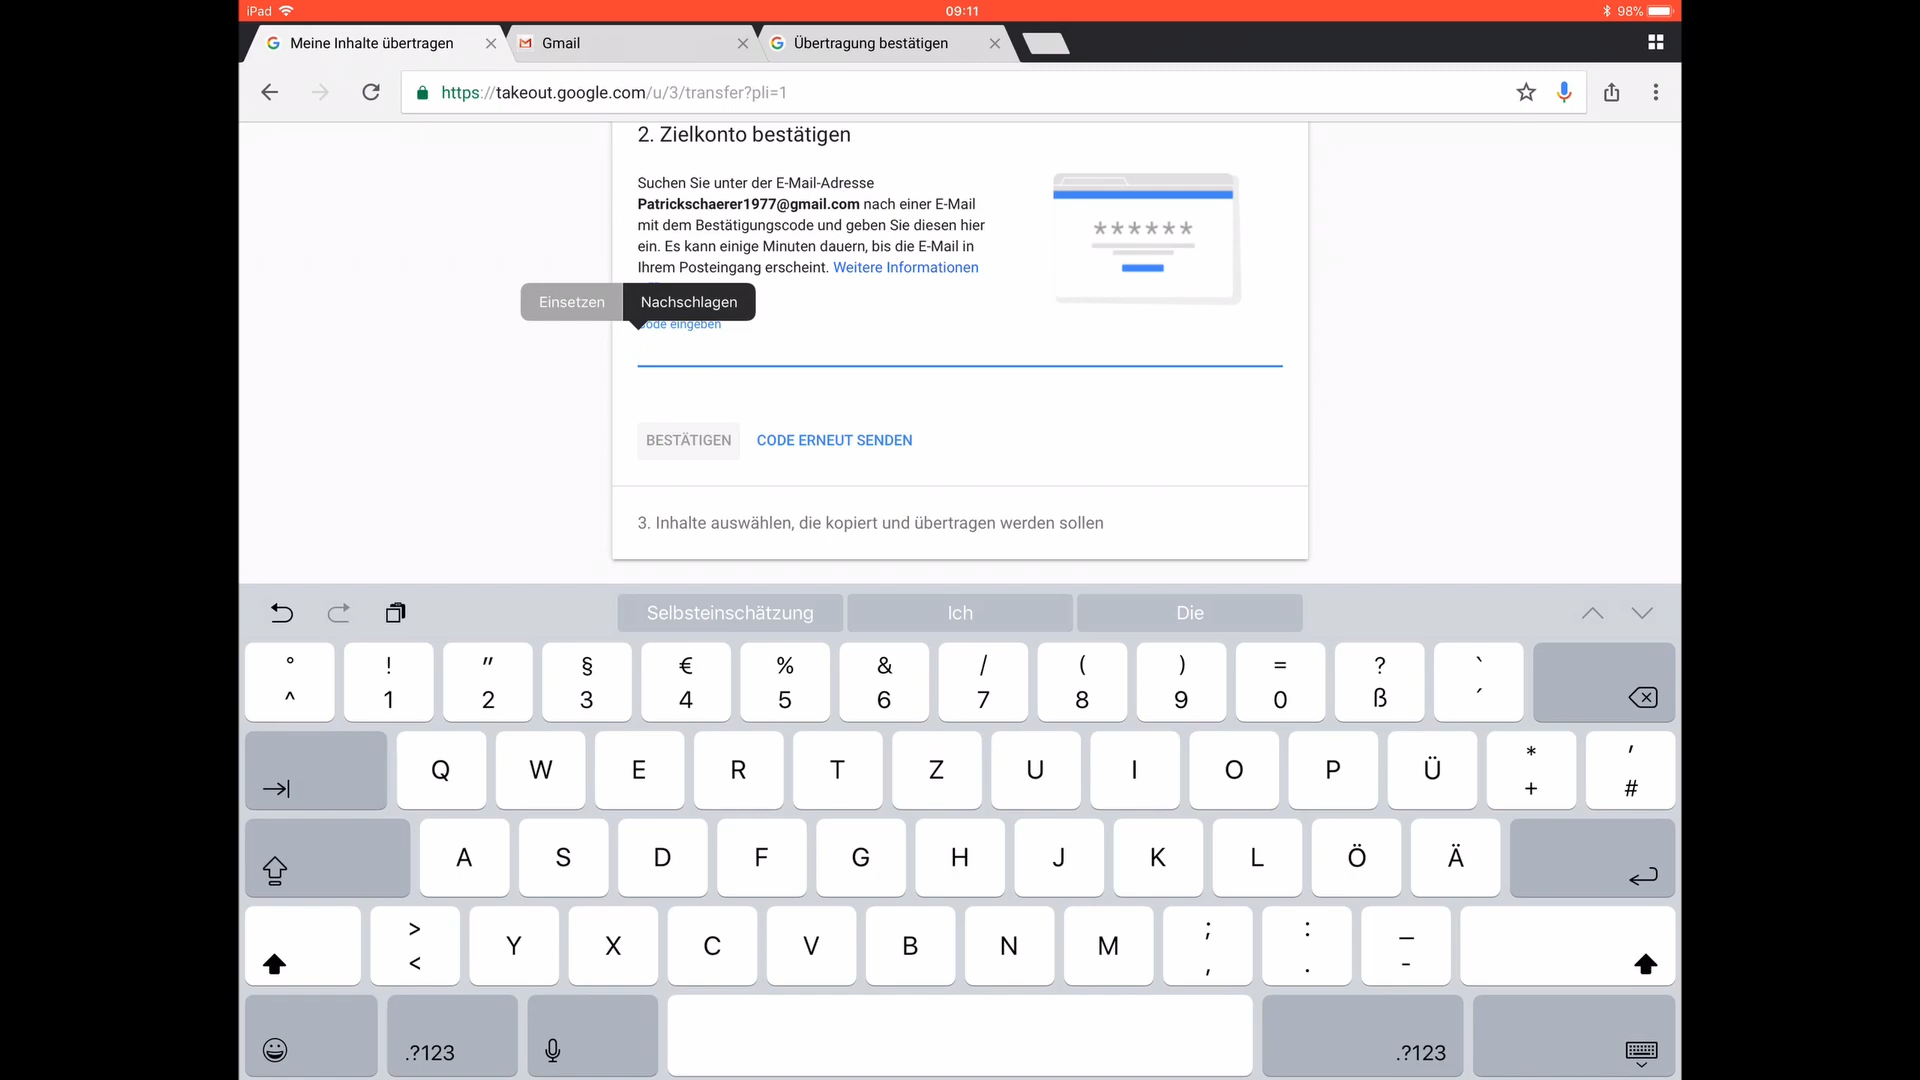 iPad 09:11 98%
Meine Inhalte übertragen Gmail Übertragung bestätigen
https://takeout.google.com/u/3/transfer?pli=1
2. Zielkonto bestätigen
Suchen Sie unter der E-Mail-Adresse
Patrickschaerer1977@gmail.com nach einer E-Mail
mit dem Bestätigungscode und geben Sie diesen hier
ein. Es kann einige Minuten dauern, bis die E-Mail in
Ihrem Posteingang erscheint. Weitere Informationen
******
Einsetzen Nachschlagen
ode eingeben
BESTÄTIGEN CODE ERNEUT SENDEN
3. Inhalte auswählen, die kopiert und übertragen werden sollen
Selbsteinschätzung Ich Die
° ! " § € % & / ( ) = ? `
^ 1 2 3 4 5 6 7 8 9 0 ß ´
Q W E R T Z U I O P Ü * '
+ #
A S D F G H J K L Ö Ä
> Y X C V B N M ; : _
< , . -
.?123 .?123